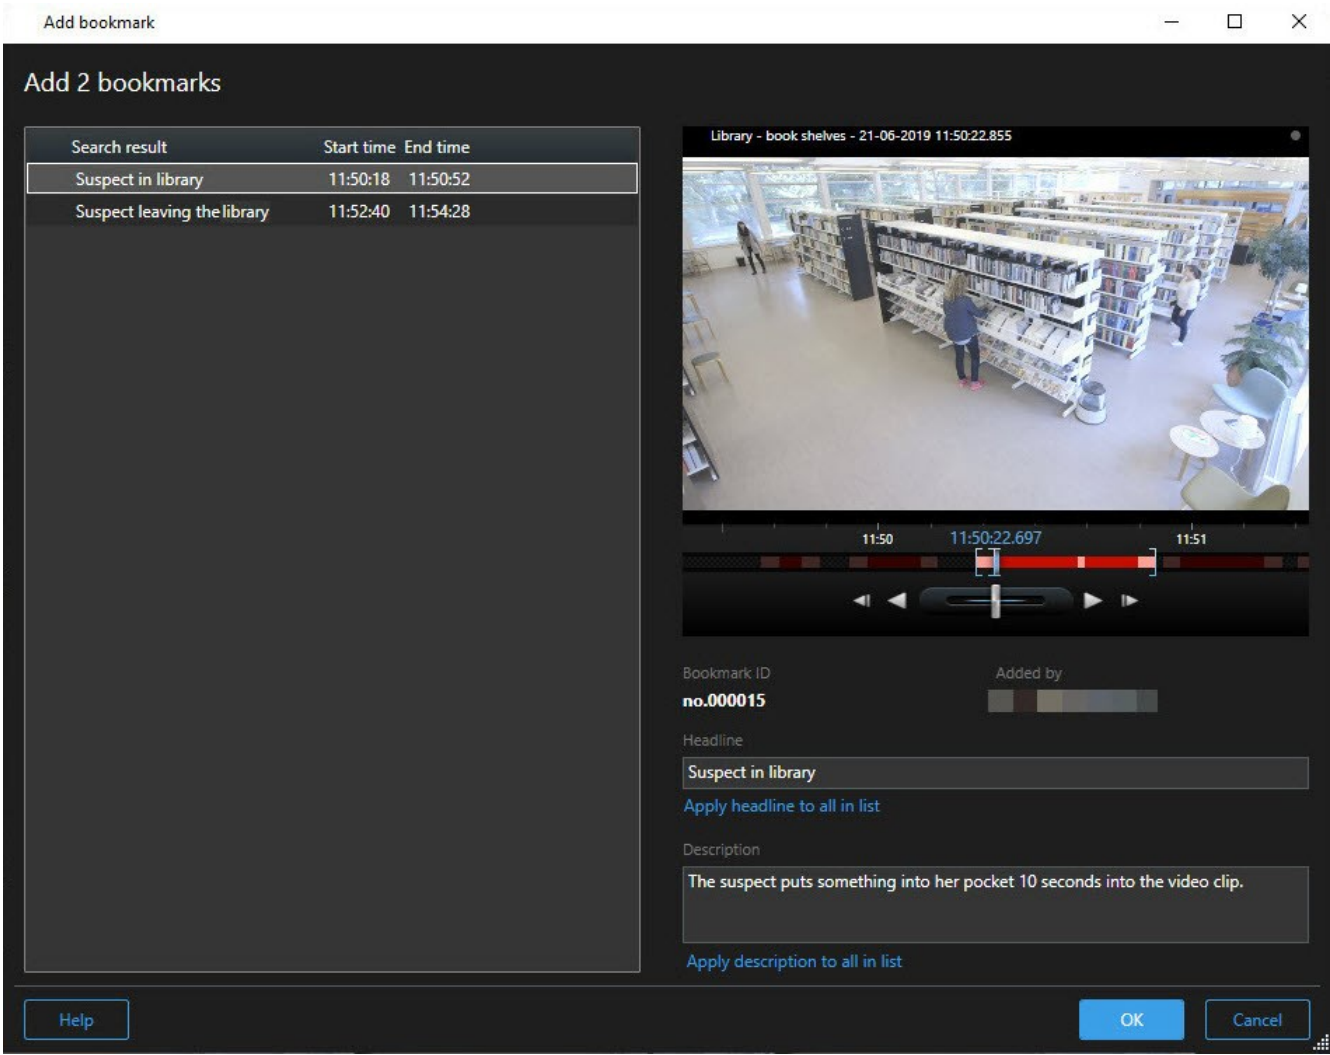 Add bookmark
Add 2 bookmarks
Search result Start time End time
Suspect in library 11:50:18 11:50:52
Suspect leaving the library 11:52:40 11:54:28
Library - book shelves - 21-06-2019 11:50:22.855
11:50 11:50:22.697 11:51
Bookmark ID Added by
no.000015
Headline
Suspect in library
Apply headline to all in list
Description
The suspect puts something into her pocket 10 seconds into the video clip.
Apply description to all in list
Help OK Cancel